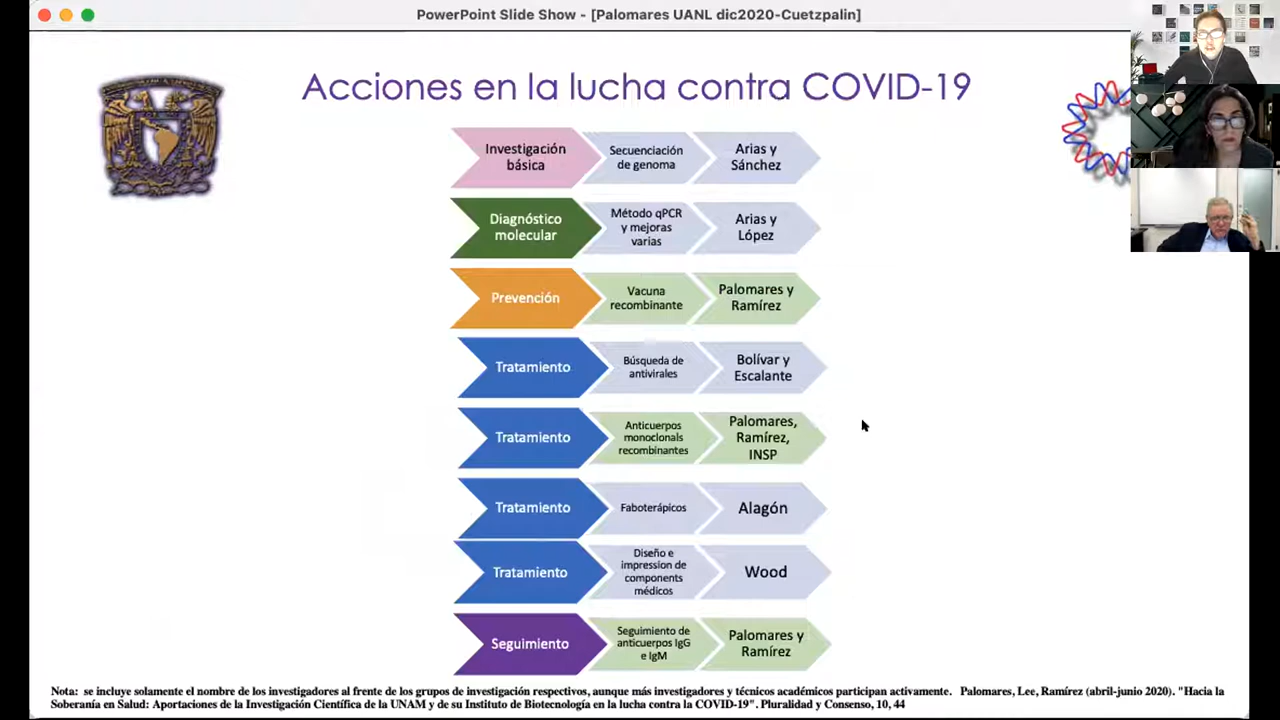 PowerPoint Slide Show - [Palomares UANL dic2020-Cuetzpalin]
Acciones en la lucha contra COVID-19
Investigación
básica
Secuenciación
de genoma
Arias y
Sánchez
Diagnóstico
molecular
Método qPCR
y mejoras
varias
Arias y
López
Prevención
Vacuna
recombinante
Palomares y
Ramírez
Tratamiento
Búsqueda de
antivirales
Bolívar y
Escalante
Tratamiento
Anticuerpos
monoclonals
recombinantes
Palomares,
Ramírez,
INSP
Tratamiento
Faboterápicos
Alagón
Tratamiento
Diseño e
impression de
components
médicos
Wood
Seguimiento
Seguimiento de
anticuerpos IgG
e IgM
Palomares y
Ramírez
Nota: se incluye solamente el nombre de los investigadores al frente de los grupos de investigación respectivos, aunque más investigadores y técnicos académicos participan activamente. Palomares, Lee, Ramírez (abril-junio 2020). "Hacia la
Soberanía en Salud: Aportaciones de la Investigación Científica de la UNAM y de su Instituto de Biotecnología en la lucha contra la COVID-19". Pluralidad y Consenso, 10, 44